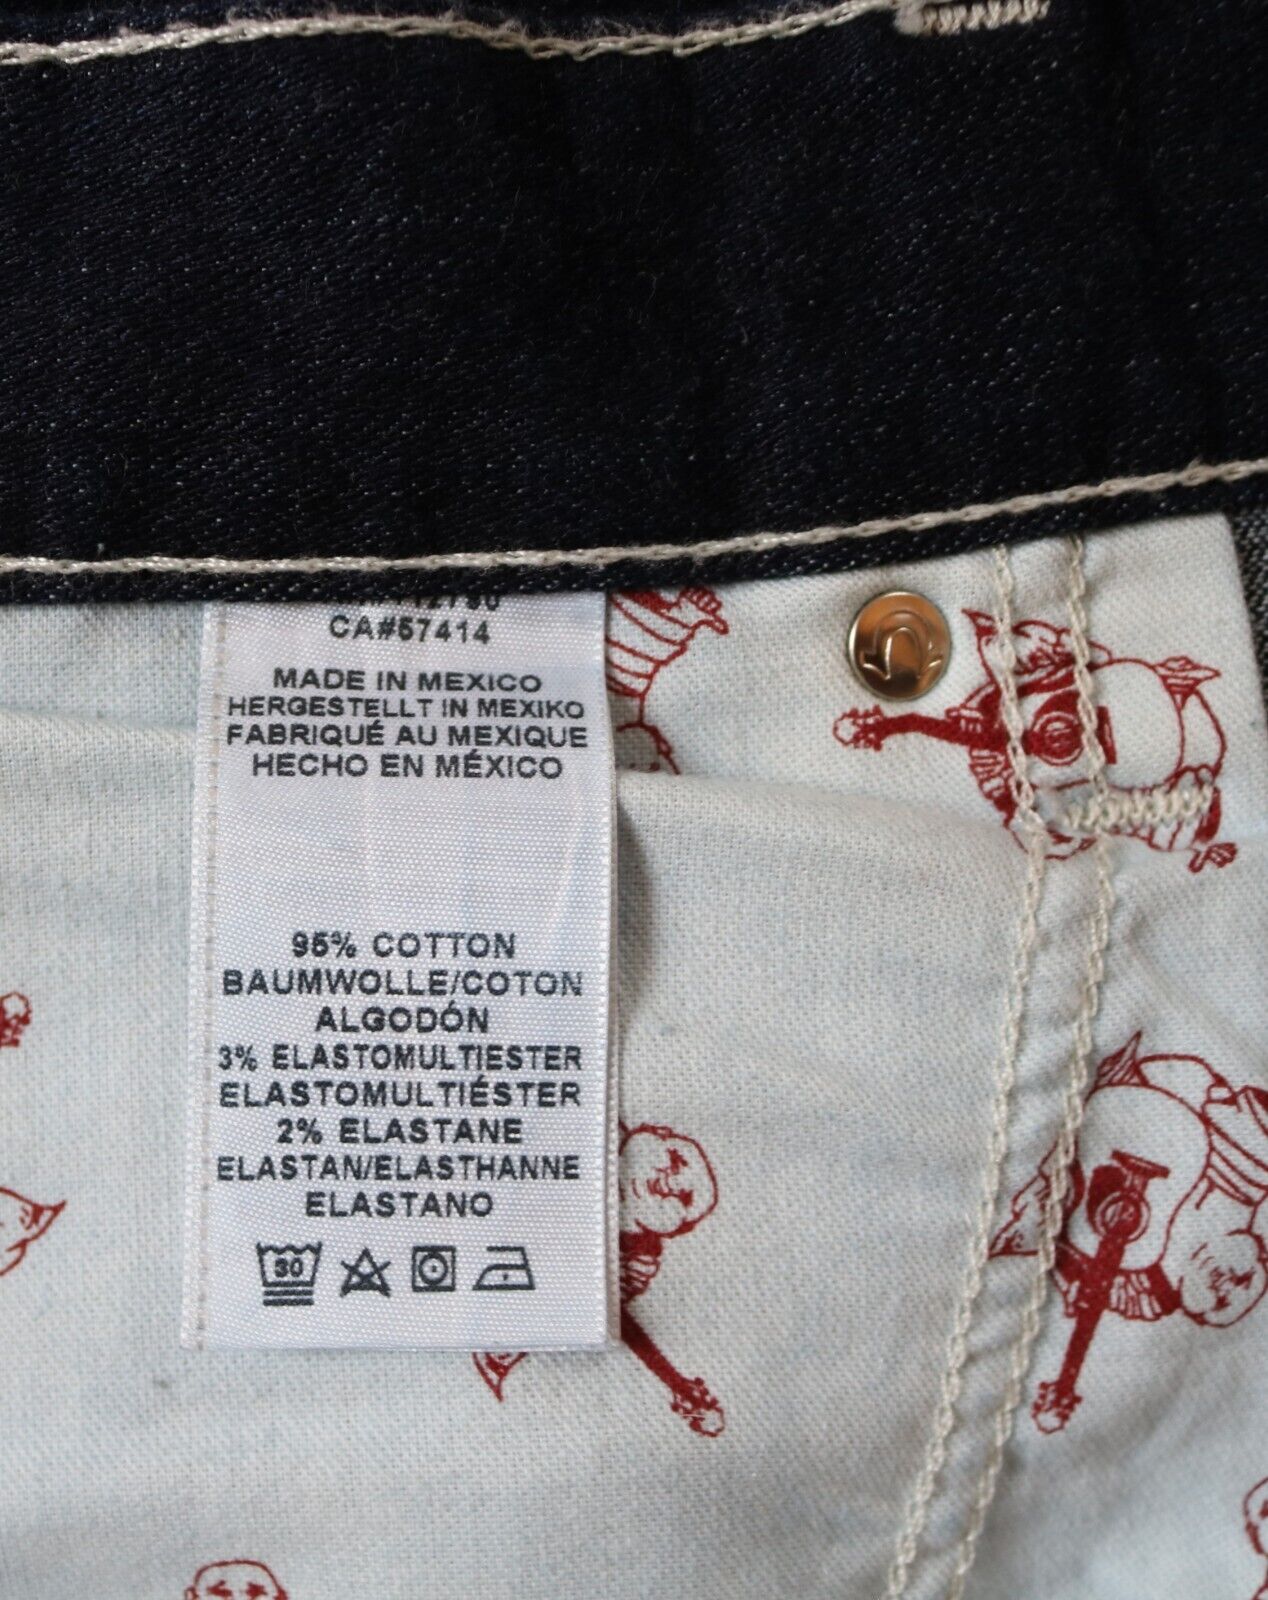 CA#57414
MADE IN MEXICO
HERGESTELLT IN MEXIKO
FABRIQUÉ AU MEXIQUE
HECHO EN MÉXICO
95% COTTON
BAUMWOLLE/COTON
ALGODÓN
3% ELASTOMULTIESTER
ELASTOMULTIÉSTER
2% ELASTANE
ELASTAN/ELASTHANNE
ELASTANO
30